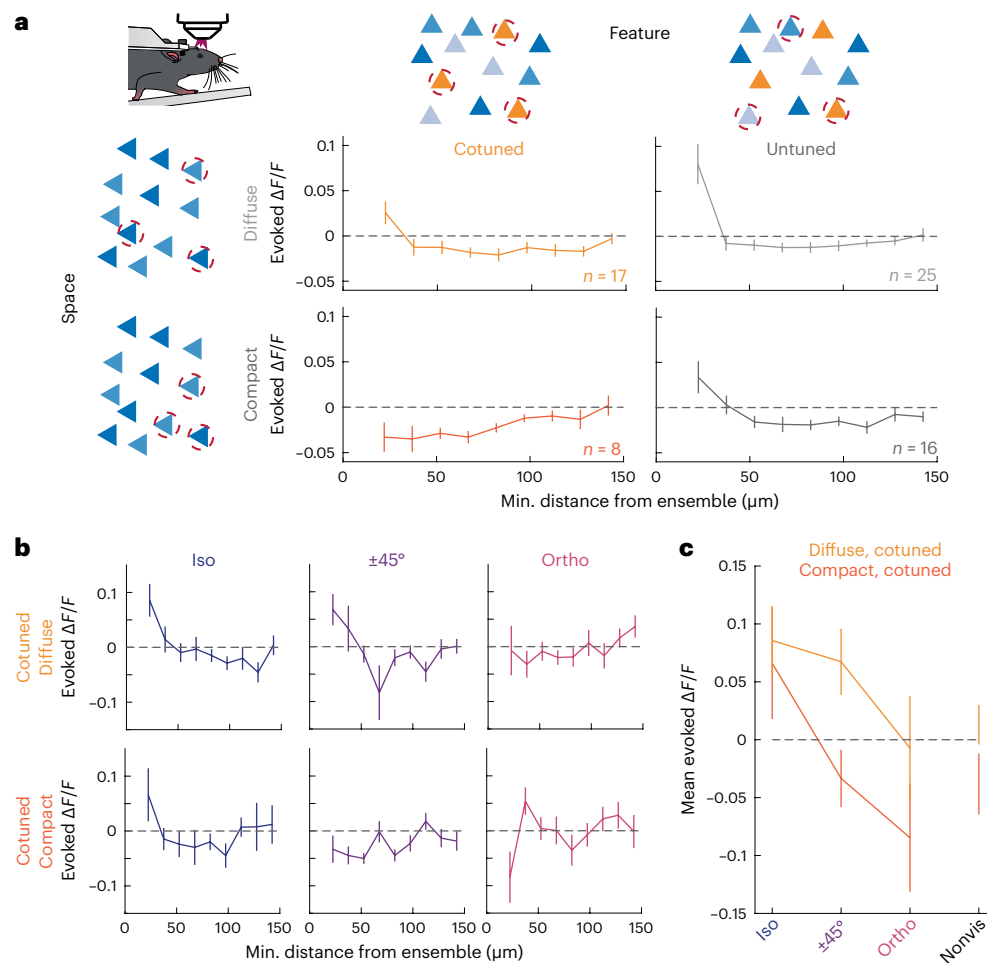 a
Feature
Cotuned
Untuned
Space
Diffuse
Evoked ΔF/F
0.1
0.05
0
−0.05
n = 17
n = 25
Compact
Evoked ΔF/F
0.1
0.05
0
−0.05
n = 8
n = 16
0 50 100 150
0 50 100 150
Min. distance from ensemble (µm)
b
Iso
±45°
Ortho
Cotuned
Diffuse
Evoked ΔF/F
0.1
0
−0.1
Cotuned
Compact
Evoked ΔF/F
0.1
0
−0.1
0 50 100 150
0 50 100 150
0 50 100 150
Min. distance from ensemble (µm)
c
Diffuse, cotuned
Compact, cotuned
Mean evoked ΔF/F
0.15
0.10
0.05
0
−0.05
−0.1
−0.15
Iso
±45°
Ortho
Nonvis